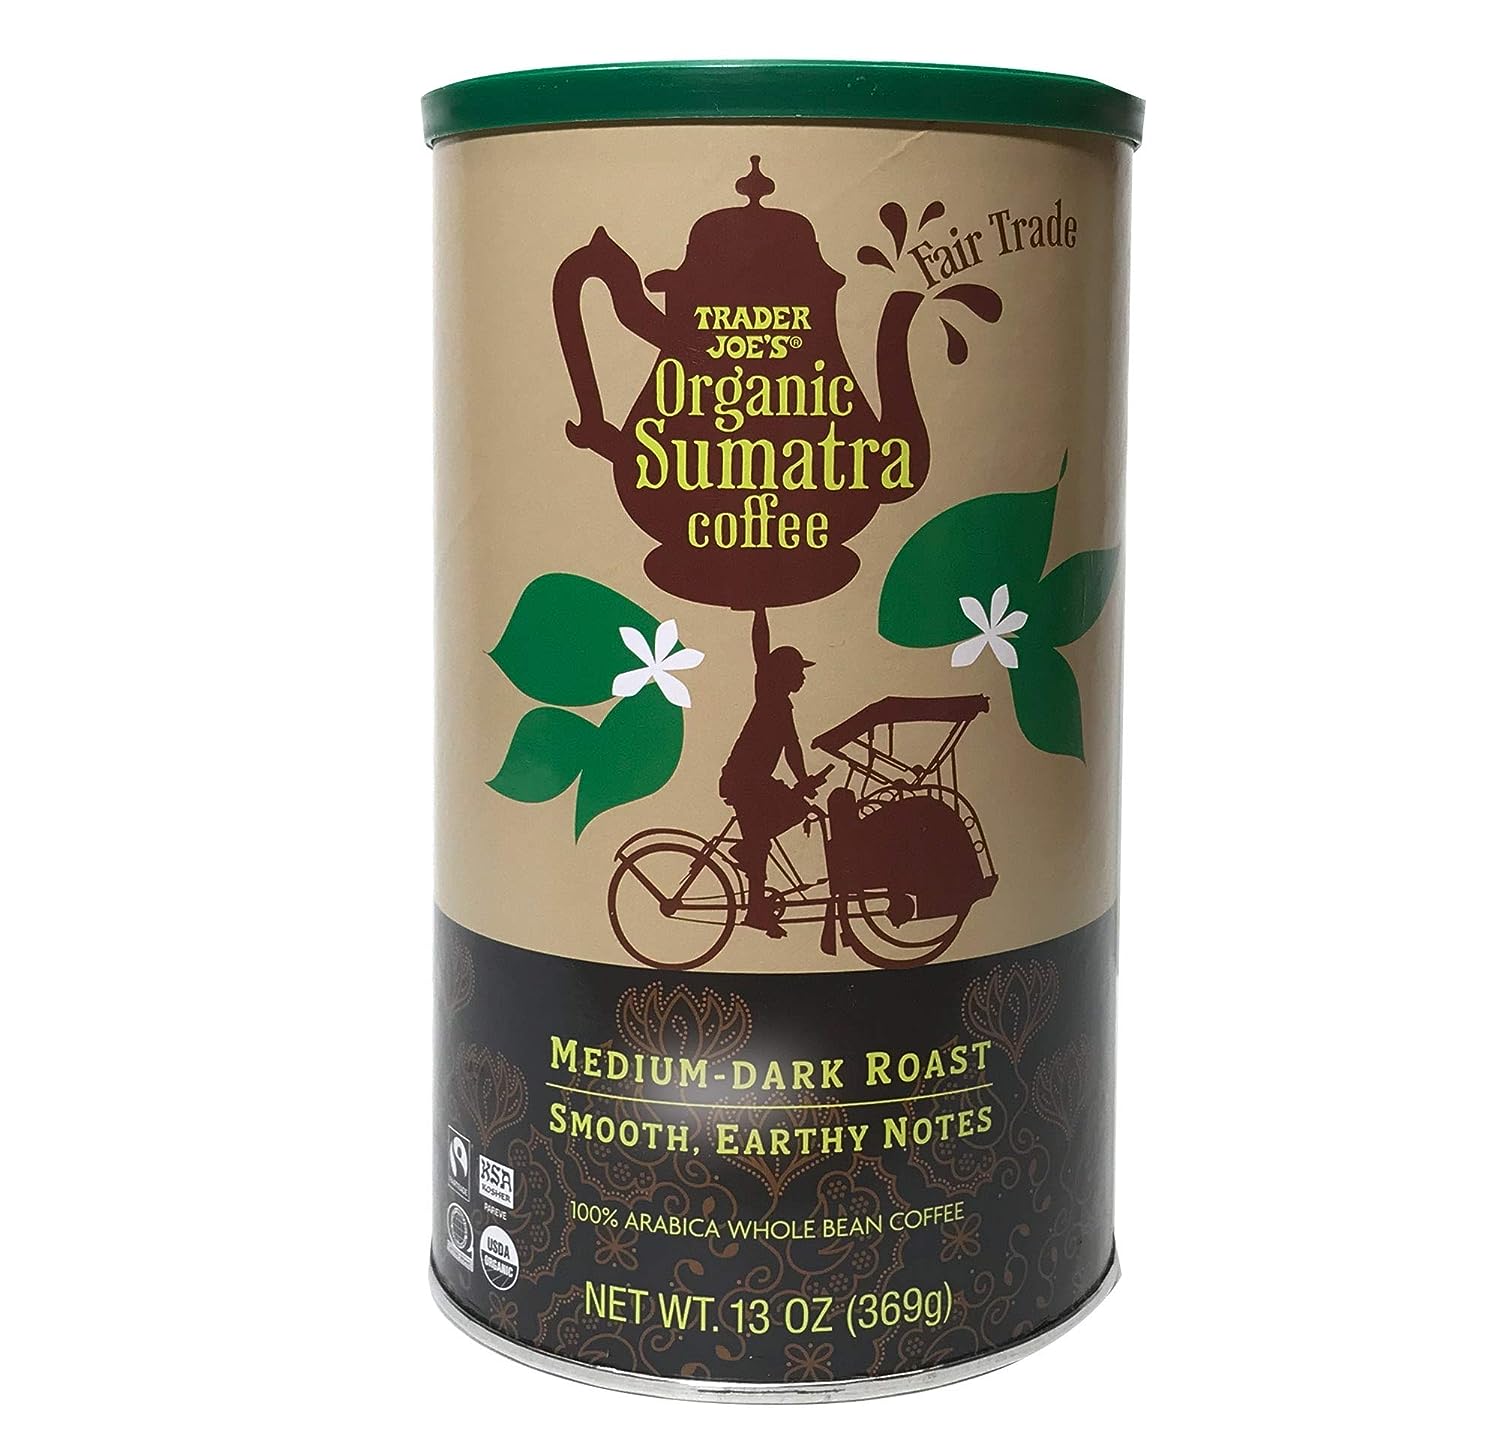 Fair Trade
TRADER
JOE'S®
Organic
Sumatra
coffee
MEDIUM-DARK ROAST
SMOOTH, EARTHY NOTES
100% ARABICA WHOLE BEAN COFFEE
NET WT. 13 OZ (369g)
FAIRTRADE
KSA
KOSHER
PAREVE
USDA
ORGANIC